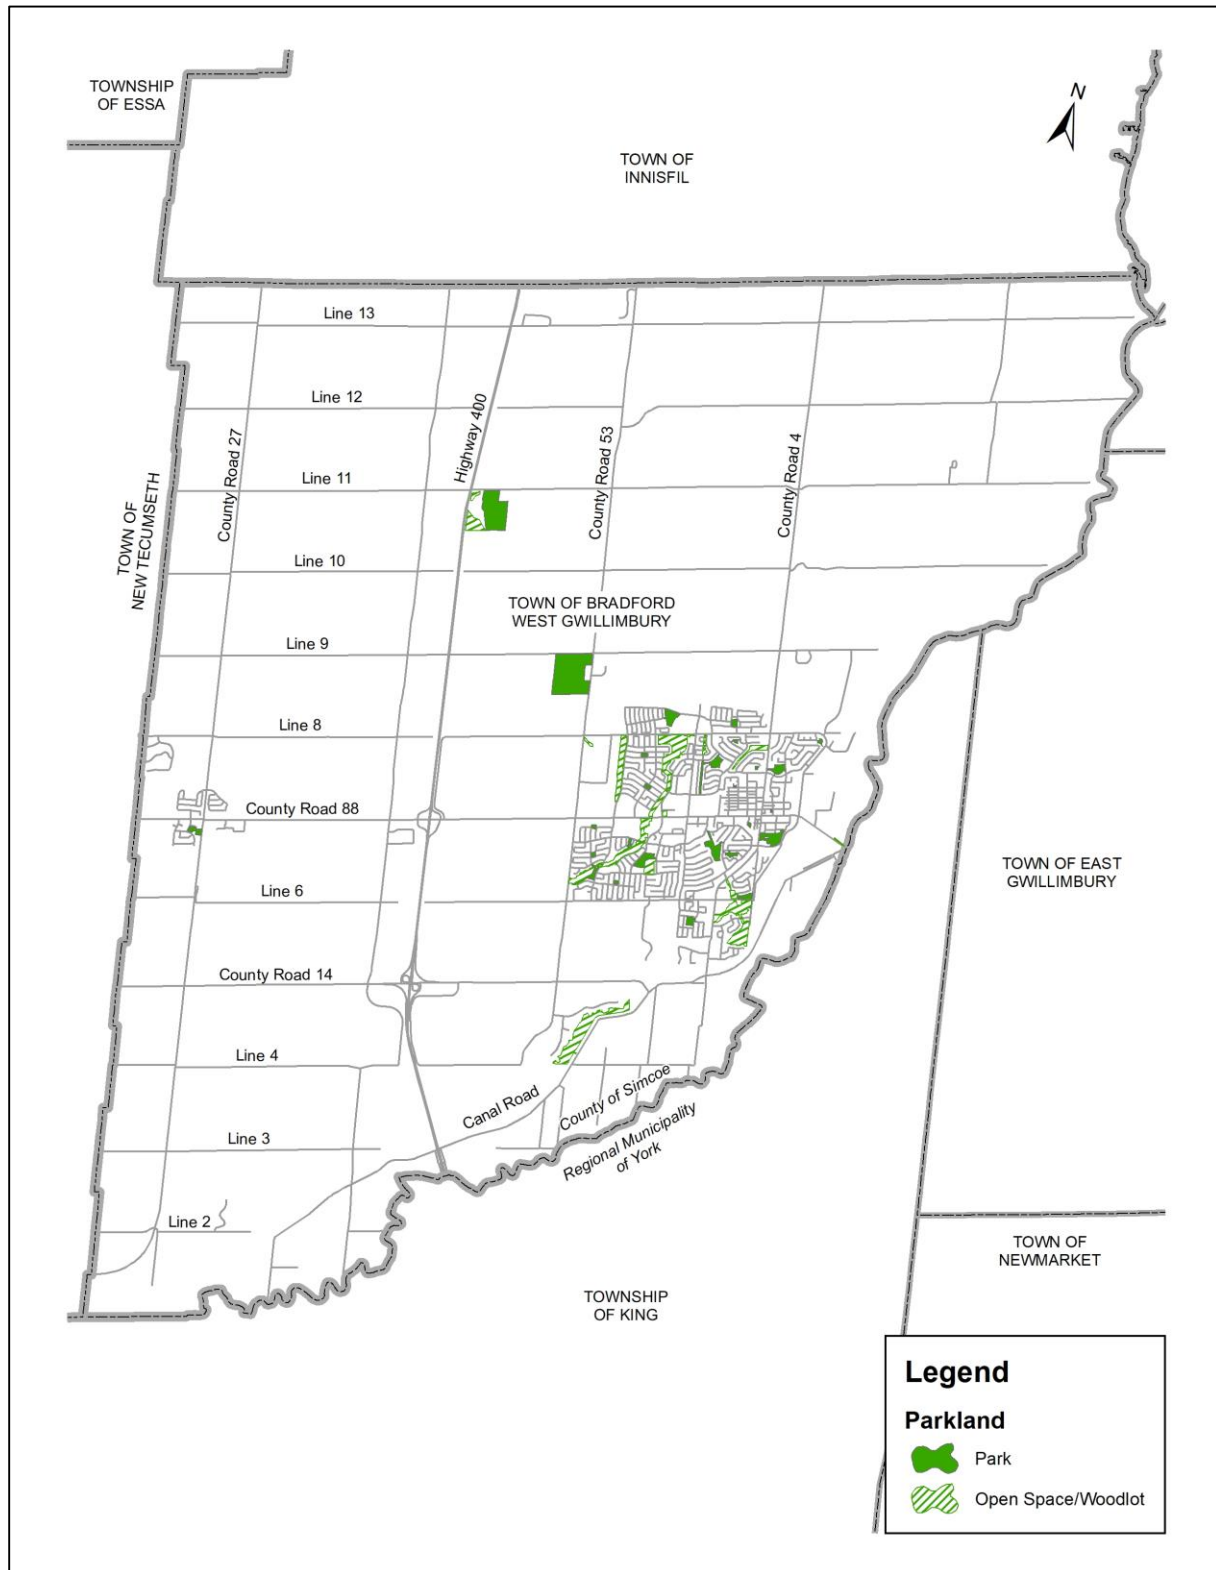 TOWNSHIP
OF ESSA
N
TOWN OF
INNISFIL
Line 13
Line 12
Highway 400
County Road 27
County Road 53
County Road 4
Line 11
TOWN OF
NEW TECUMSETH
Line 10
TOWN OF BRADFORD
WEST GWILLIMBURY
Line 9
Line 8
County Road 88
TOWN OF EAST
GWILLIMBURY
Line 6
County Road 14
Line 4
Canal Road
County of Simcoe
Regional Municipality
of York
Line 3
Line 2
TOWN OF
NEWMARKET
TOWNSHIP
OF KING
Legend
Parkland
Park
Open Space/Woodlot